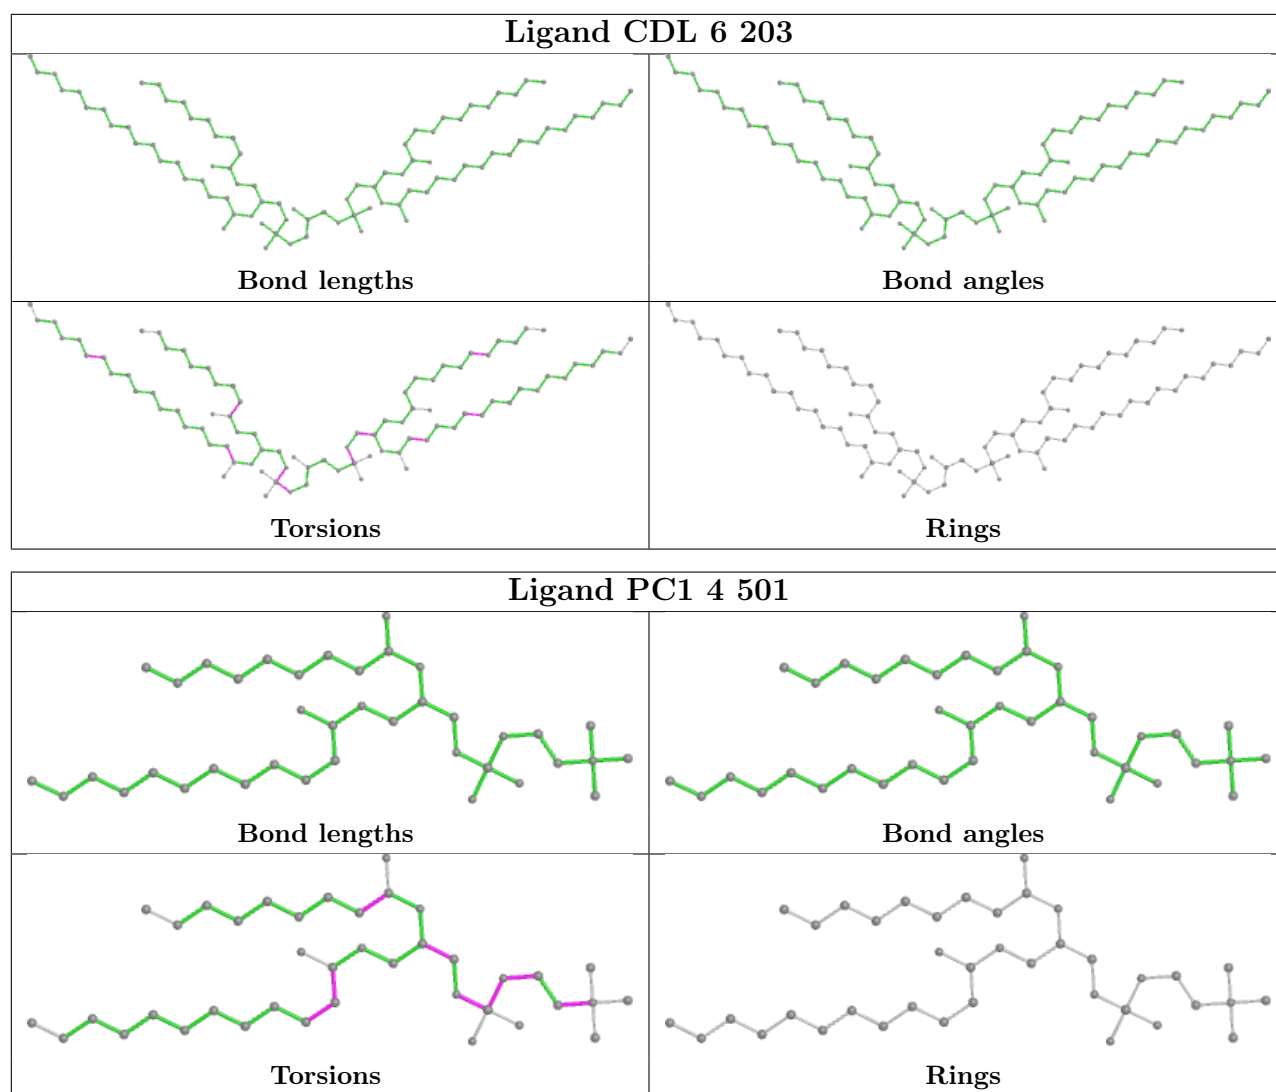 Ligand CDL 6 203
Bond lengths
Bond angles
Torsions
Rings
Ligand PC1 4 501
Bond lengths
Bond angles
Torsions
Rings